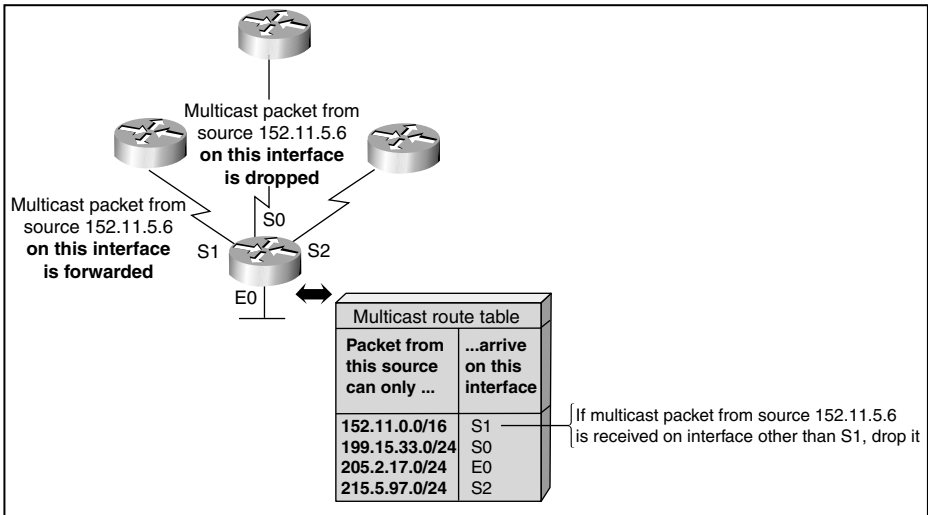 Multicast packet from
source 152.11.5.6
on this interface
is dropped
Multicast packet from
source 152.11.5.6
on this interface
is forwarded
S0
S1
S2
E0
Multicast route table
Packet from
this source
can only ...
...arrive
on this
interface
152.11.0.0/16 S1
199.15.33.0/24 S0
205.2.17.0/24 E0
215.5.97.0/24 S2
If multicast packet from source 152.11.5.6
is received on interface other than S1, drop it